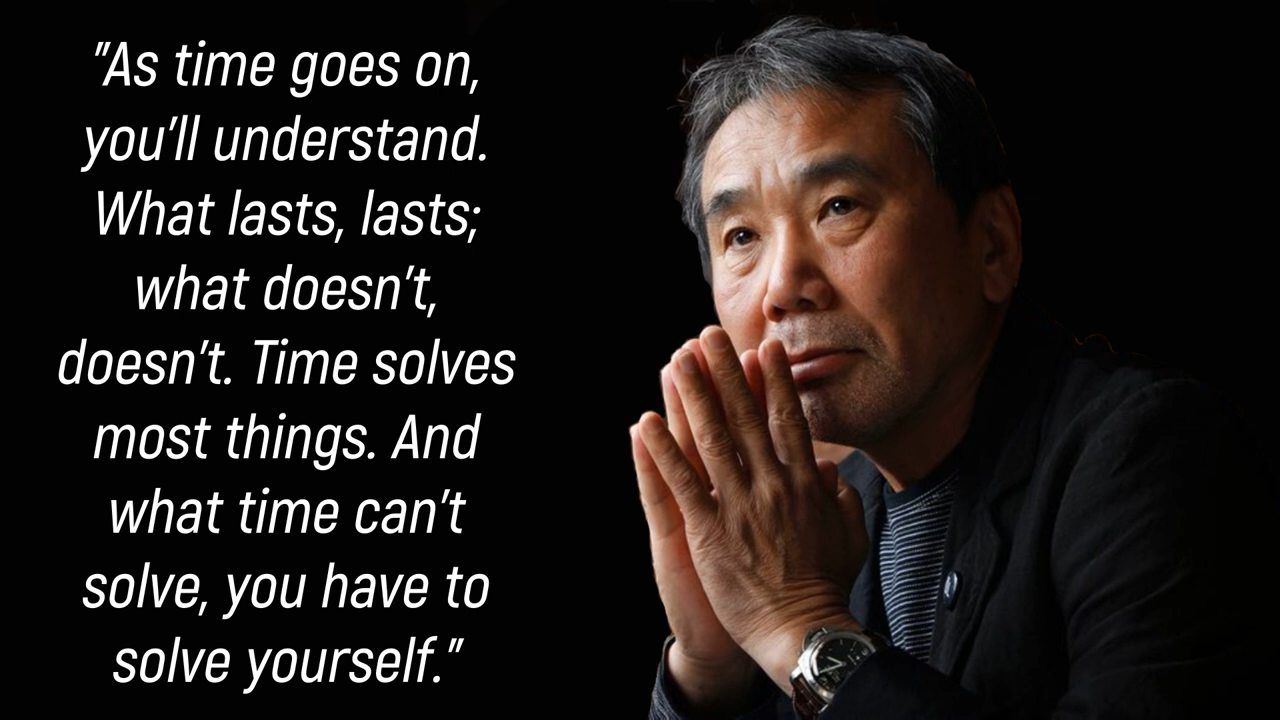 "As time goes on,
you'll understand.
What lasts, lasts;
what doesn't,
doesn't. Time solves
most things. And
what time can't
solve, you have to
solve yourself."